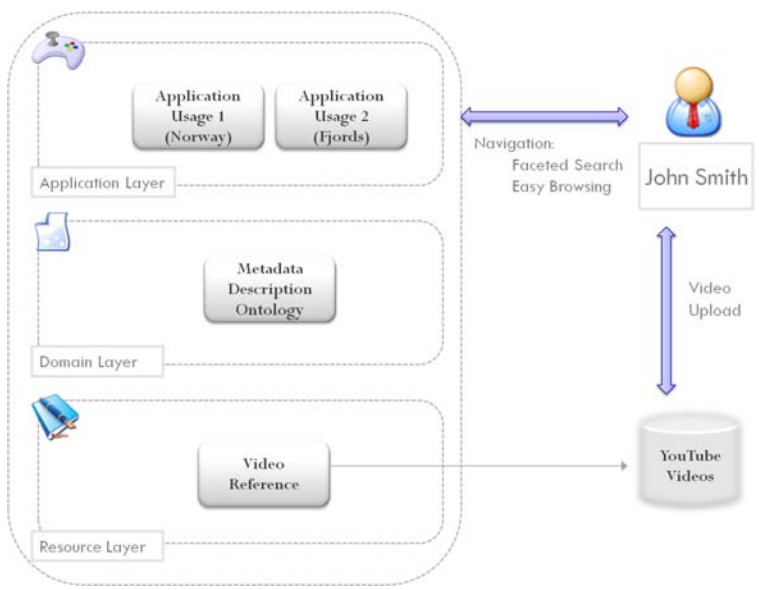 Application
Usage 1
(Norway)
Application
Usage 2
(Fjords)
Application Layer
Navigation:
Faceted Search
Easy Browsing
John Smith
Metadata
Description
Ontology
Domain Layer
Video
Upload
Video
Reference
YouTube
Videos
Resource Layer